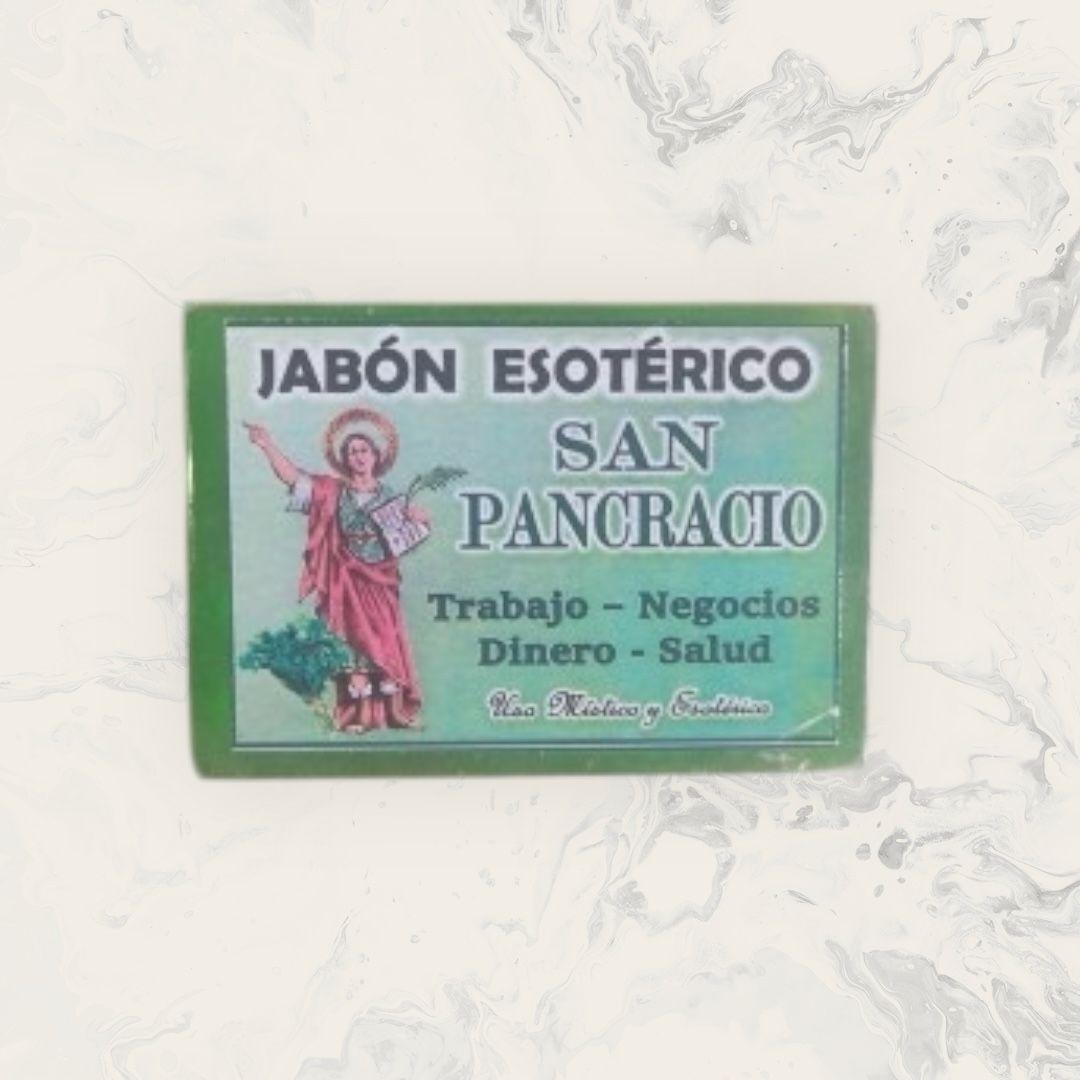 JABÓN ESOTÉRICO
SAN
PANCRACIO
Trabajo – Negocios
Dinero - Salud
Uso Místico y Esotérico